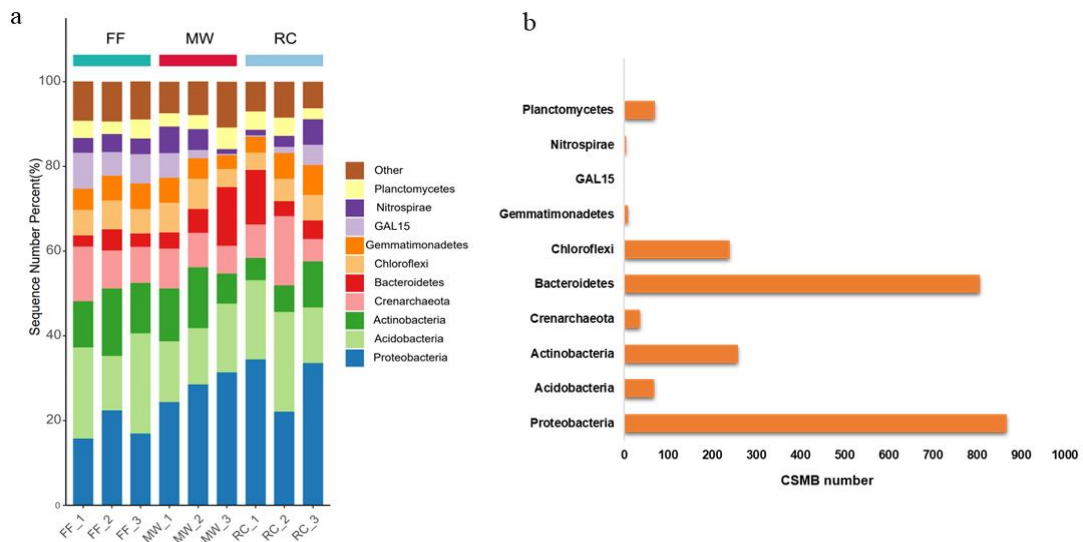 a
FF MW RC
100
80
60
40
20
0
Sequence Number Percent(%)
FF_1 FF_2 FF_3 MW_1 MW_2 MW_3 RC_1 RC_2 RC_3
Other
Planctomycetes
Nitrospirae
GAL15
Gemmatimonadetes
Chloroflexi
Bacteroidetes
Crenarchaeota
Actinobacteria
Acidobacteria
Proteobacteria
b
Planctomycetes
Nitrospirae
GAL15
Gemmatimonadetes
Chloroflexi
Bacteroidetes
Crenarchaeota
Actinobacteria
Acidobacteria
Proteobacteria
0 100 200 300 400 500 600 700 800 900 1000
CSMB number